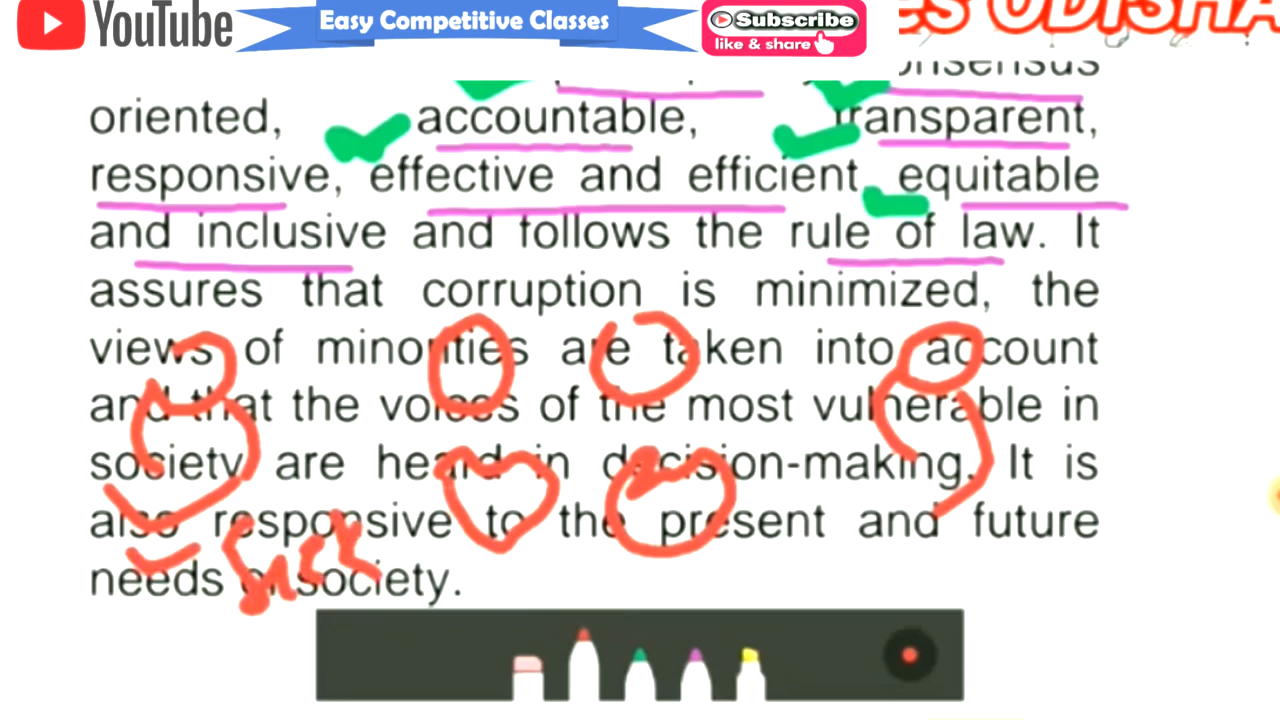 YouTube
Easy Competitive Classes
Subscribe
like & share
es ODISHA
onsensus
oriented, accountable, transparent,
responsive, effective and efficient, equitable
and inclusive and follows the rule of law. It
assures that corruption is minimized, the
views of minorities are taken into account
and that the voices of the most vulnerable in
society are heard in decision-making. It is
also responsive to the present and future
needs of society.